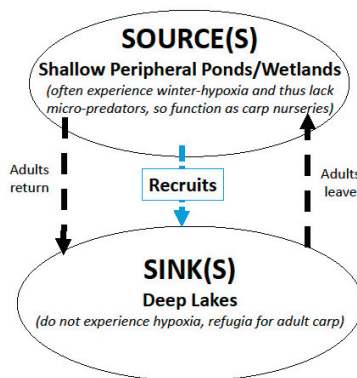 SOURCE(S)
Shallow Peripheral Ponds/Wetlands
(often experience winter-hypoxia and thus lack
micro-predators, so function as carp nurseries)
Adults
return
Recruits
Adults
leave
SINK(S)
Deep Lakes
(do not experience hypoxia, refugia for adult carp)